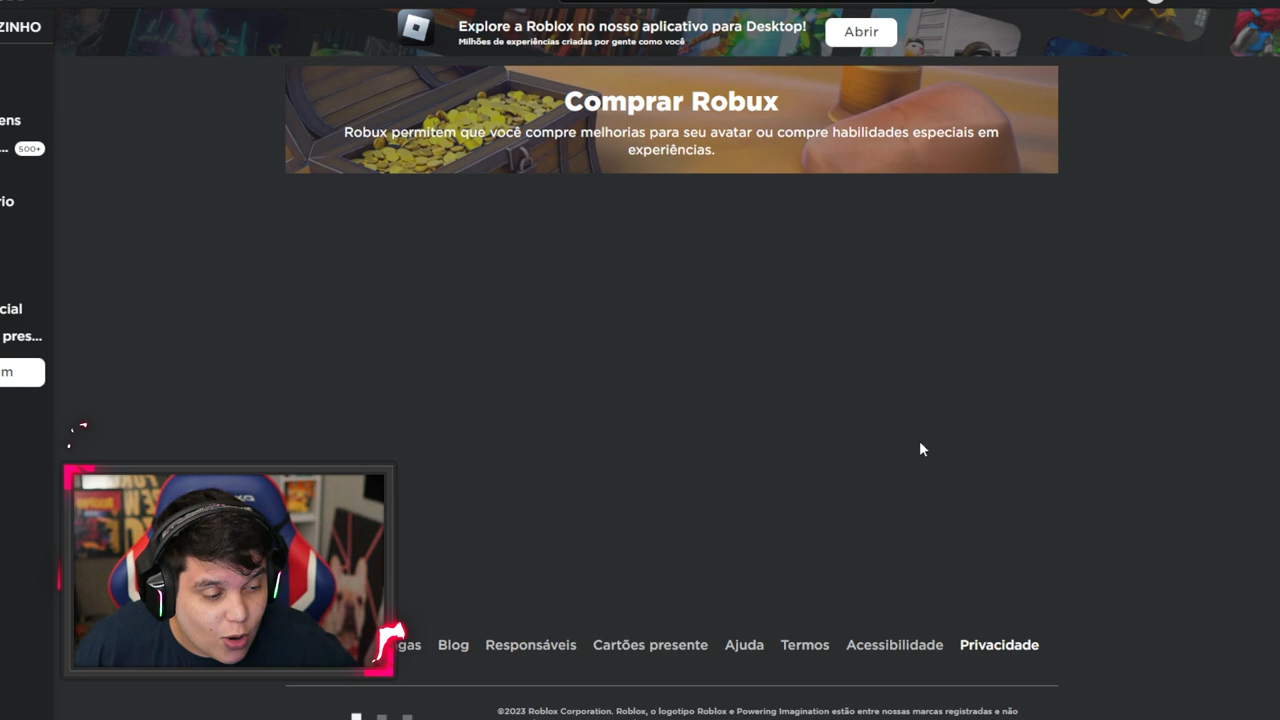 ZINHO
Explore a Roblox no nosso aplicativo para Desktop!
Milhões de experiências criadas por gente como você
Abrir
Comprar Robux
Robux permitem que você compre melhorias para seu avatar ou compre habilidades especiais em
experiências.
ens
... 500+
rio
cial
pres...
m
gas Blog Responsáveis Cartões presente Ajuda Termos Acessibilidade Privacidade
©2023 Roblox Corporation. Roblox, o logotipo Roblox e Powering Imagination estão entre nossas marcas registradas e não